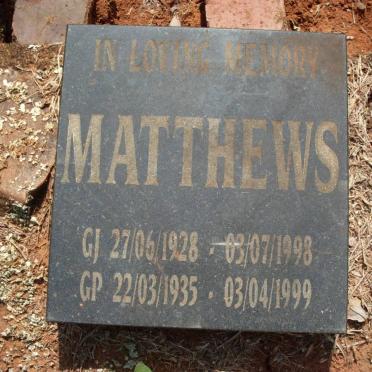 IN LOVING MEMORY
MATTHEWS
GJ 27/06/1928 - 03/07/1998
GP 22/03/1935 - 03/04/1999